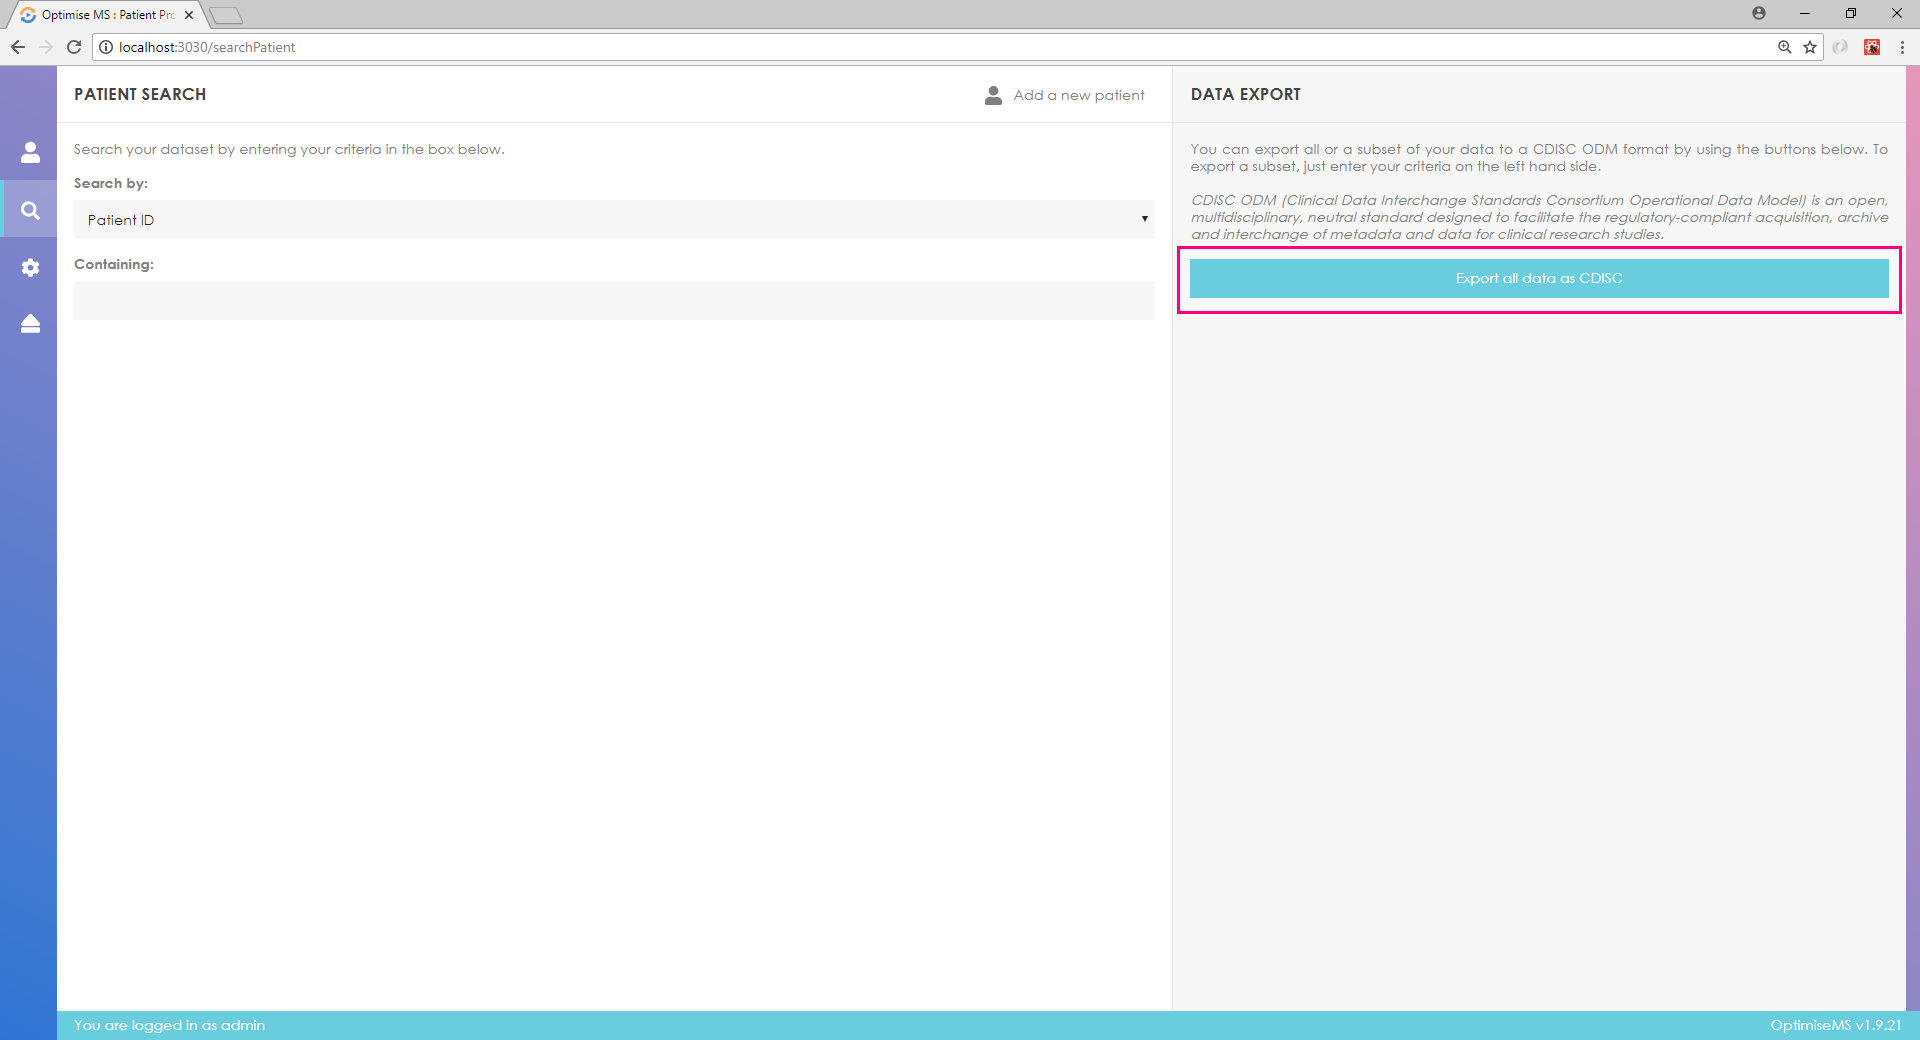 Optimise MS : Patient Pro
localhost:3030/searchPatient
PATIENT SEARCH
Add a new patient
Search your dataset by entering your criteria in the box below.
Search by:
Patient ID
Containing:
DATA EXPORT
You can export all or a subset of your data to a CDISC ODM format by using the buttons below. To
export a subset, just enter your criteria on the left hand side.
CDISC ODM (Clinical Data Interchange Standards Consortium Operational Data Model) is an open,
multidisciplinary, neutral standard designed to facilitate the regulatory-compliant acquisition, archive
and interchange of metadata and data for clinical research studies.
Export all data as CDISC
You are logged in as admin
OptimiseMS v1.9.21